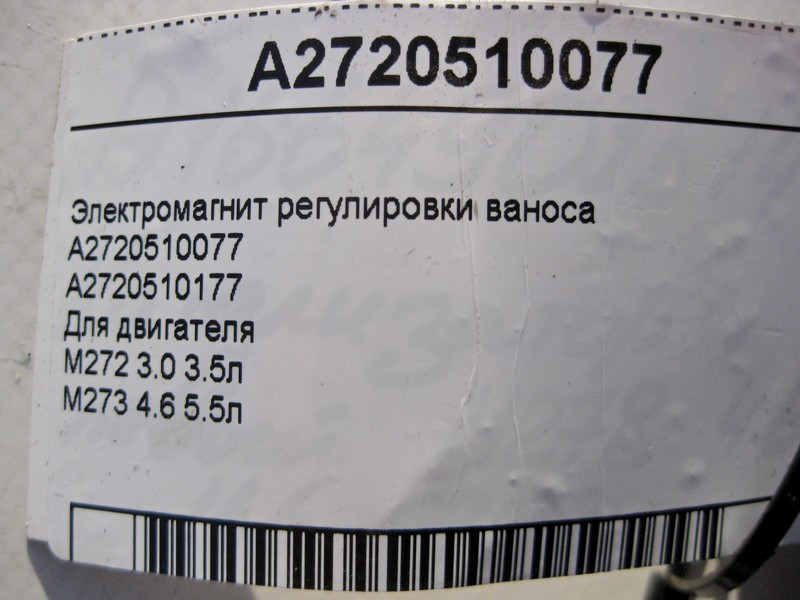 A2720510077
Электромагнит регулировки ваноса
A2720510077
A2720510177
Для двигателя
M272 3.0 3.5л
M273 4.6 5.5л